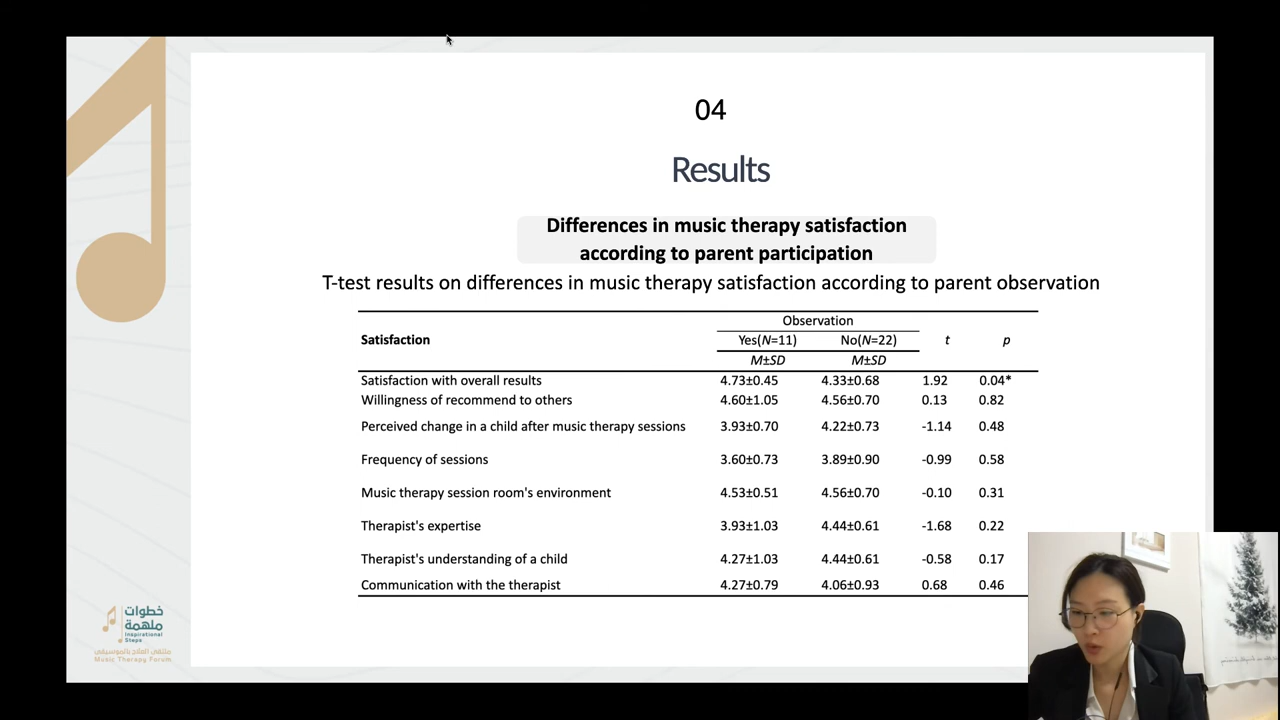 04
Results
Differences in music therapy satisfaction
according to parent participation
T-test results on differences in music therapy satisfaction according to parent observation
Observation
Satisfaction Yes(N=11) No(N=22) t p
M±SD M±SD
Satisfaction with overall results 4.73±0.45 4.33±0.68 1.92 0.04*
Willingness of recommend to others 4.60±1.05 4.56±0.70 0.13 0.82
Perceived change in a child after music therapy sessions 3.93±0.70 4.22±0.73 -1.14 0.48
Frequency of sessions 3.60±0.73 3.89±0.90 -0.99 0.58
Music therapy session room's environment 4.53±0.51 4.56±0.70 -0.10 0.31
Therapist's expertise 3.93±1.03 4.44±0.61 -1.68 0.22
Therapist's understanding of a child 4.27±1.03 4.44±0.61 -0.58 0.17
Communication with the therapist 4.27±0.79 4.06±0.93 0.68 0.46
خطوات
ملهمة
Inspirational
Steps
ملتقى العلاج بالموسيقى
Music Therapy Forum